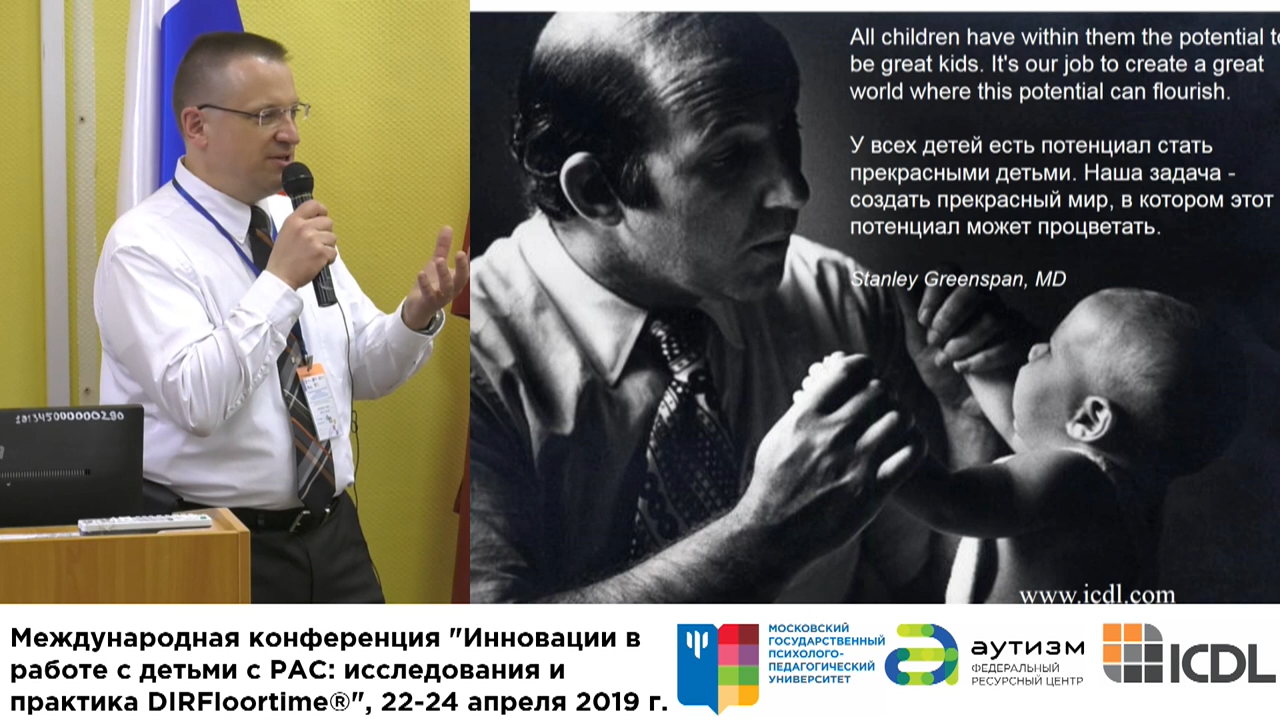 All children have within them the potential
be great kids. It's our job to create a great
world where this potential can flourish.
У всех детей есть потенциал стать
прекрасными детьми. Наша задача -
создать прекрасный мир, в котором этот
потенциал может процветать.
Stanley Greenspan, MD
www.icdl.com
Международная конференция "Инновации в
работе с детьми с РАС: исследования и
практика DIRFloortime®", 22-24 апреля 2019 г.
МОСКОВСКИЙ
ГОСУДАРСТВЕННЫЙ
ПСИХОЛОГО-
ПЕДАГОГИЧЕСКИЙ
УНИВЕРСИТЕТ
аутизм
ФЕДЕРАЛЬНЫЙ
РЕСУРСНЫЙ ЦЕНТР
ICDL